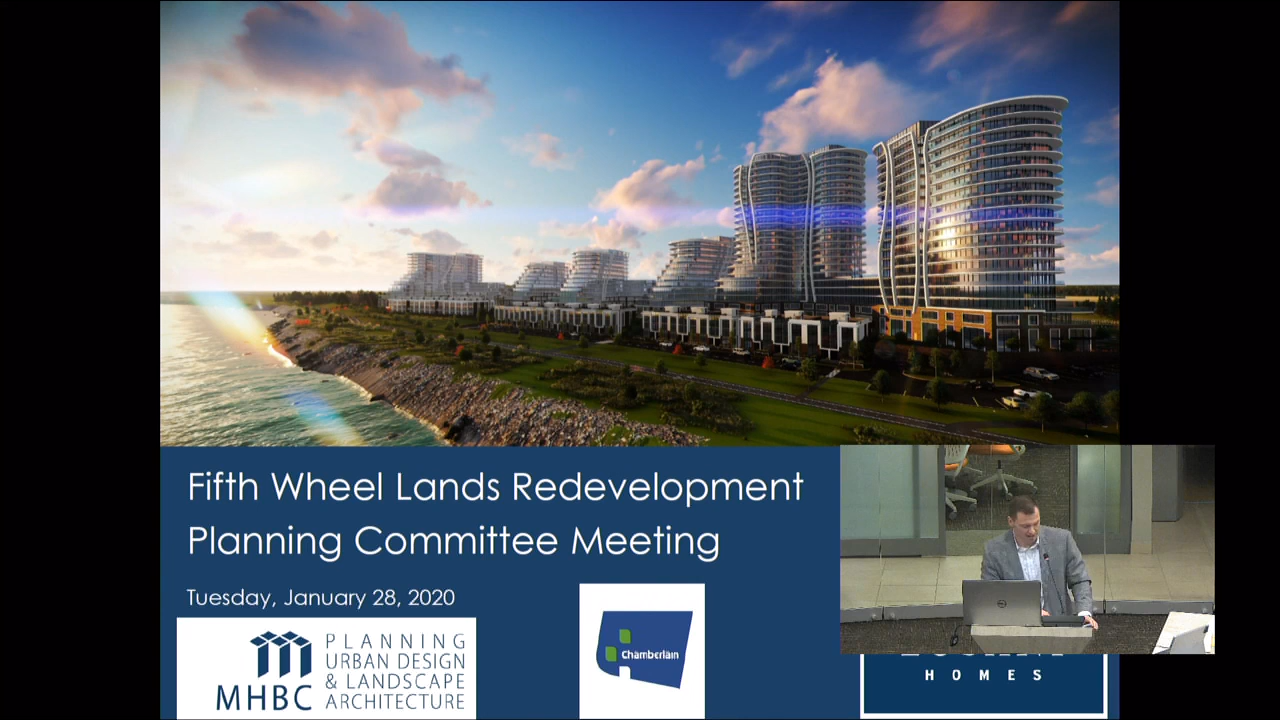 Fifth Wheel Lands Redevelopment
Planning Committee Meeting
Tuesday, January 28, 2020
MHBC
PLANNING
URBAN DESIGN
& LANDSCAPE
ARCHITECTURE
Chamberlain
HOMES